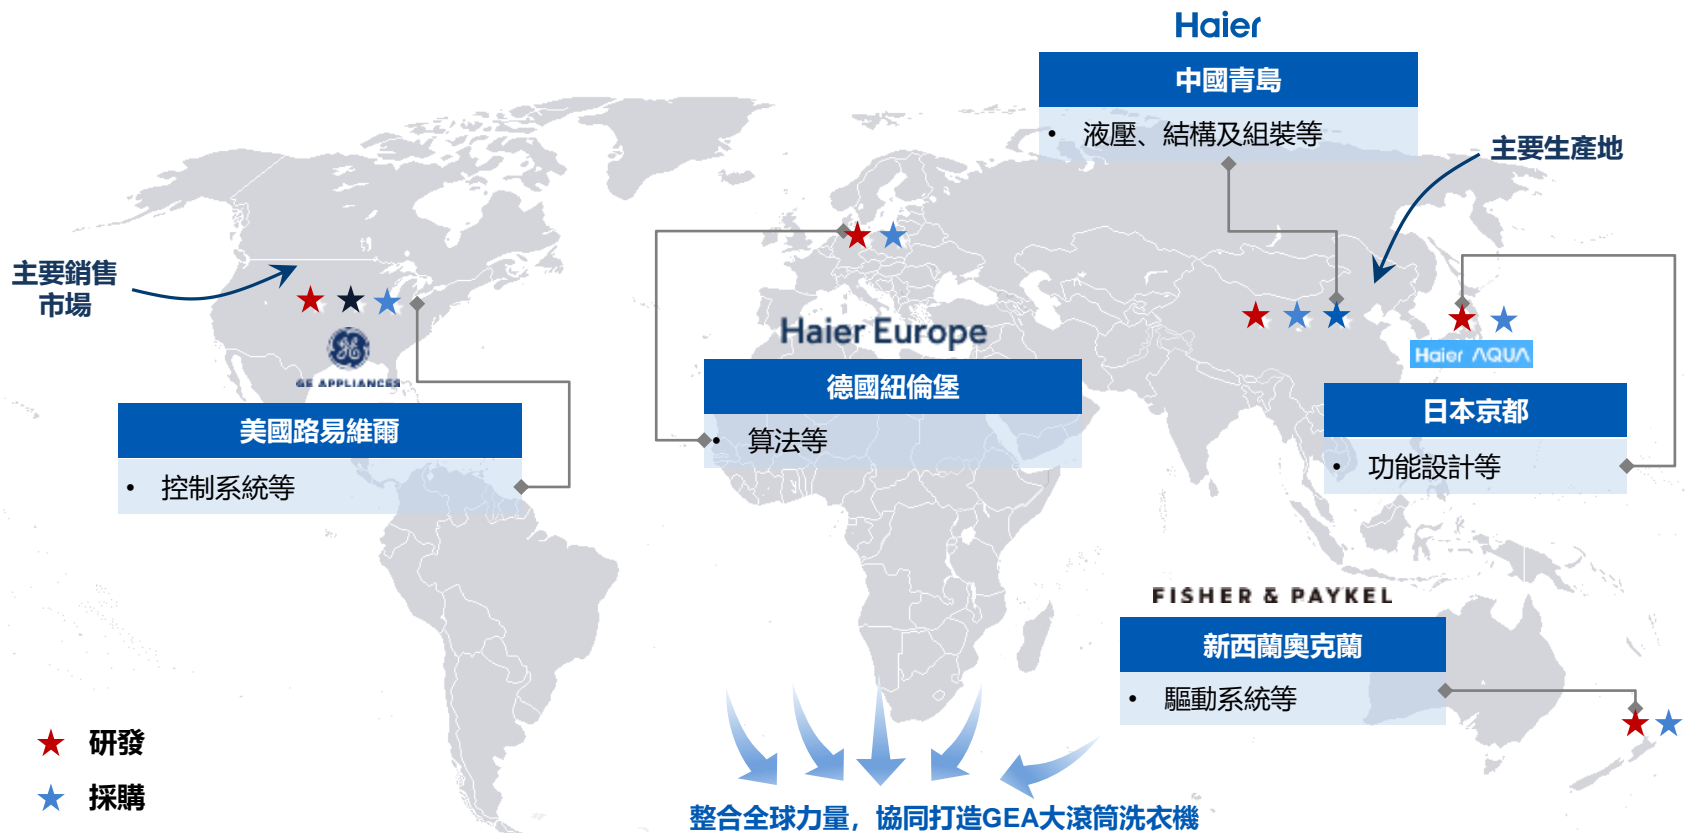 Haier
中國青島
• 液壓、結構及組裝等
主要生產地
主要銷售
市場
GE APPLIANCES
美國路易維爾
• 控制系統等
Haier Europe
德國紐倫堡
• 算法等
Haier AQUA
日本京都
• 功能設計等
FISHER & PAYKEL
新西蘭奧克蘭
• 驅動系統等
研發
採購
整合全球力量，協同打造GEA大滾筒洗衣機